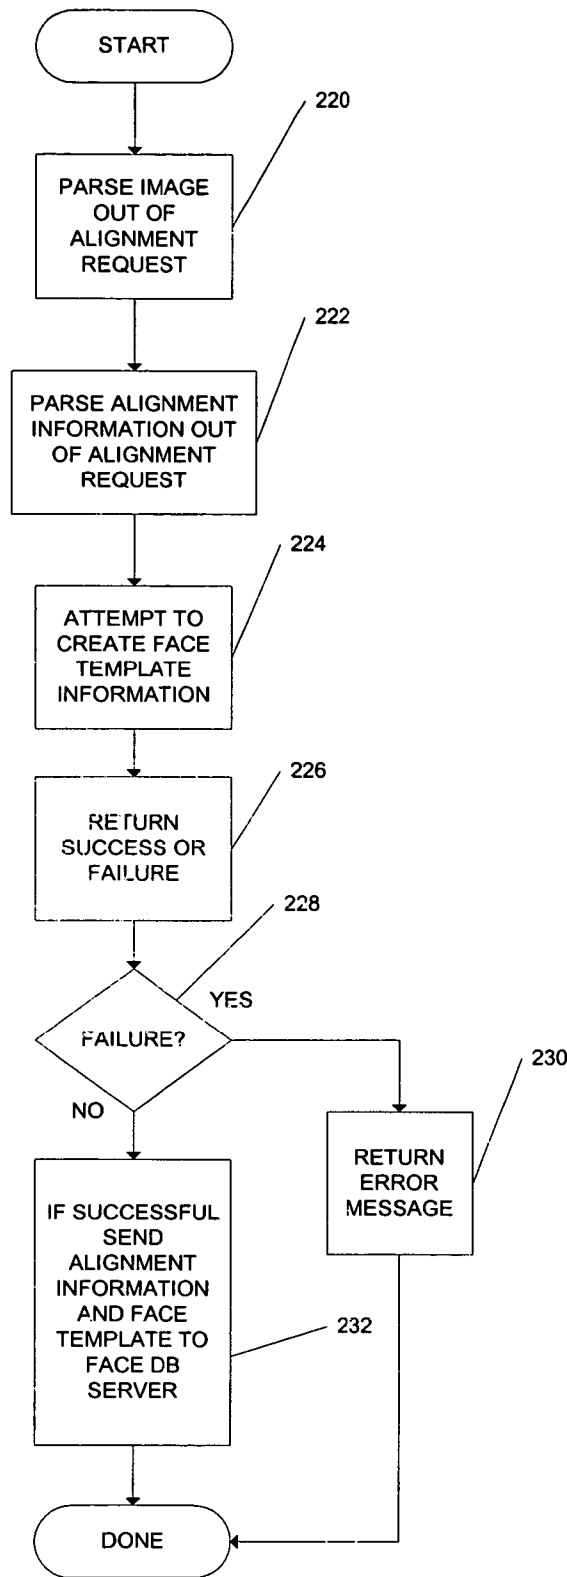 START
220
PARSE IMAGE
OUT OF
ALIGNMENT
REQUEST
222
PARSE ALIGNMENT
INFORMATION OUT
OF ALIGNMENT
REQUEST
224
ATTEMPT TO
CREATE FACE
TEMPLATE
INFORMATION
226
RETURN
SUCCESS OR
FAILURE
228
YES
FAILURE?
NO
230
RETURN
ERROR
MESSAGE
IF SUCCESSFUL
SEND
ALIGNMENT
INFORMATION
AND FACE
TEMPLATE TO
FACE DB
SERVER
232
DONE